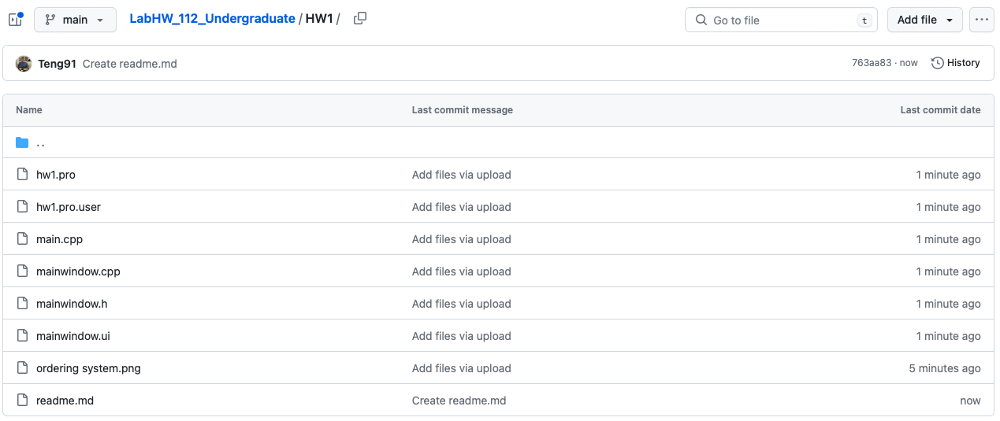 main LabHW_112_Undergraduate / HW1 / Go to file t Add file ...
Teng91 Create readme.md 763aa83 · now History
Name Last commit message Last commit date
..
hw1.pro Add files via upload 1 minute ago
hw1.pro.user Add files via upload 1 minute ago
main.cpp Add files via upload 1 minute ago
mainwindow.cpp Add files via upload 1 minute ago
mainwindow.h Add files via upload 1 minute ago
mainwindow.ui Add files via upload 1 minute ago
ordering system.png Add files via upload 5 minutes ago
readme.md Create readme.md now